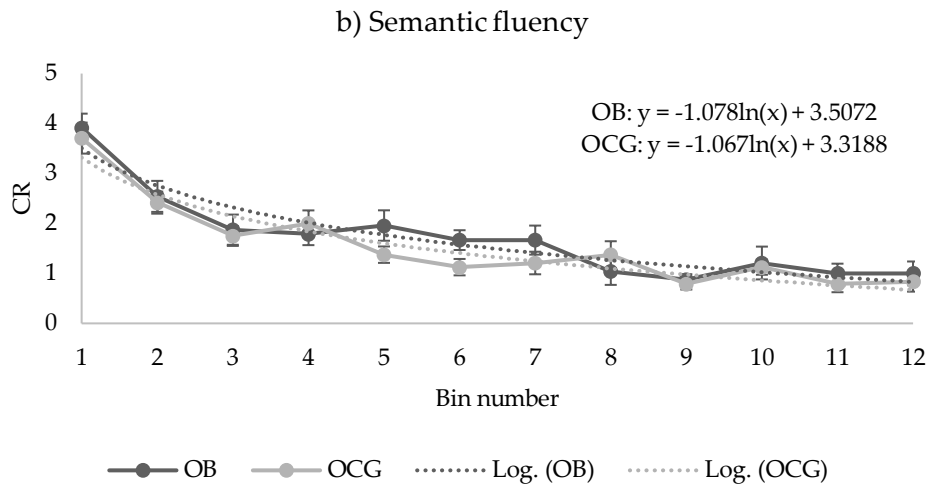 b) Semantic fluency
5
4
3
2
1
0
CR
OB: y = -1.078ln(x) + 3.5072
OCG: y = -1.067ln(x) + 3.3188
1 2 3 4 5 6 7 8 9 10 11 12
Bin number
OB OCG Log. (OB) Log. (OCG)